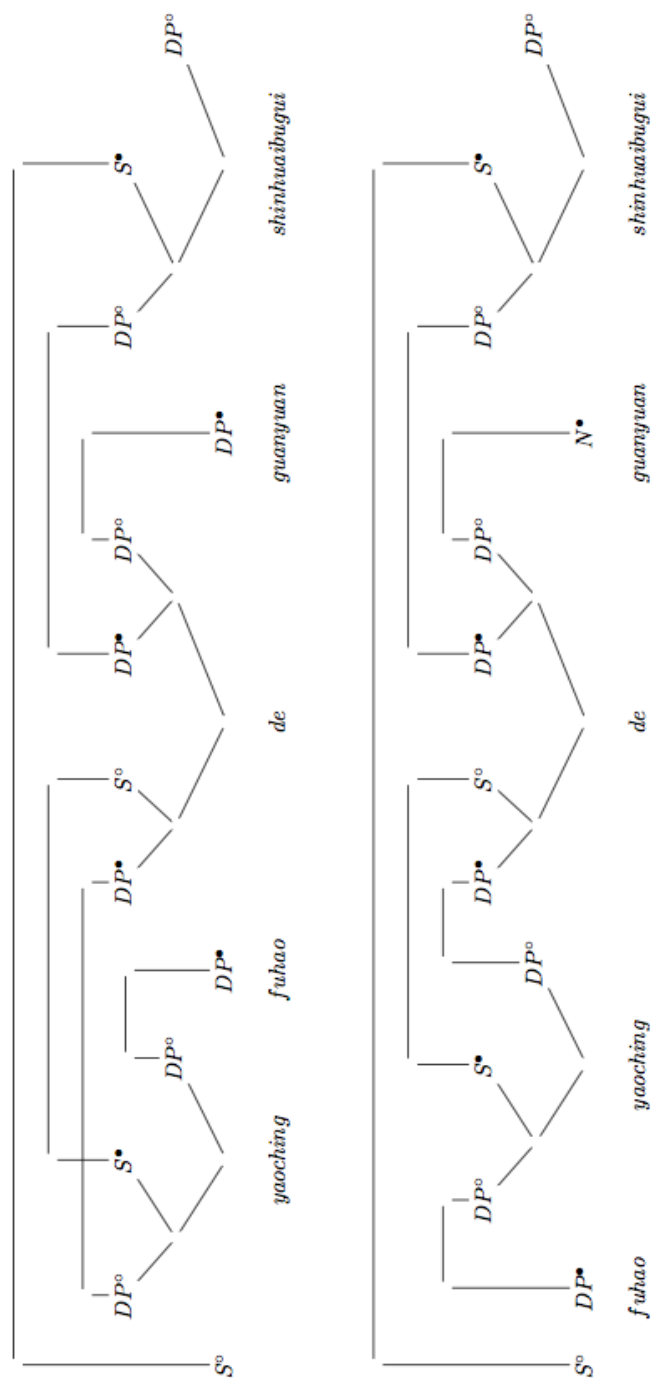 DP° S• DP• S° DP• DP° DP° S•
DP° DP°
S° DP• DP•
yaoching fuhao de guanyuan shinhuaibugui
DP° S• DP• S° DP• DP° DP° S•
DP° DP°
S° DP• N•
fuhao yaoching de guanyuan shinhuaibugui